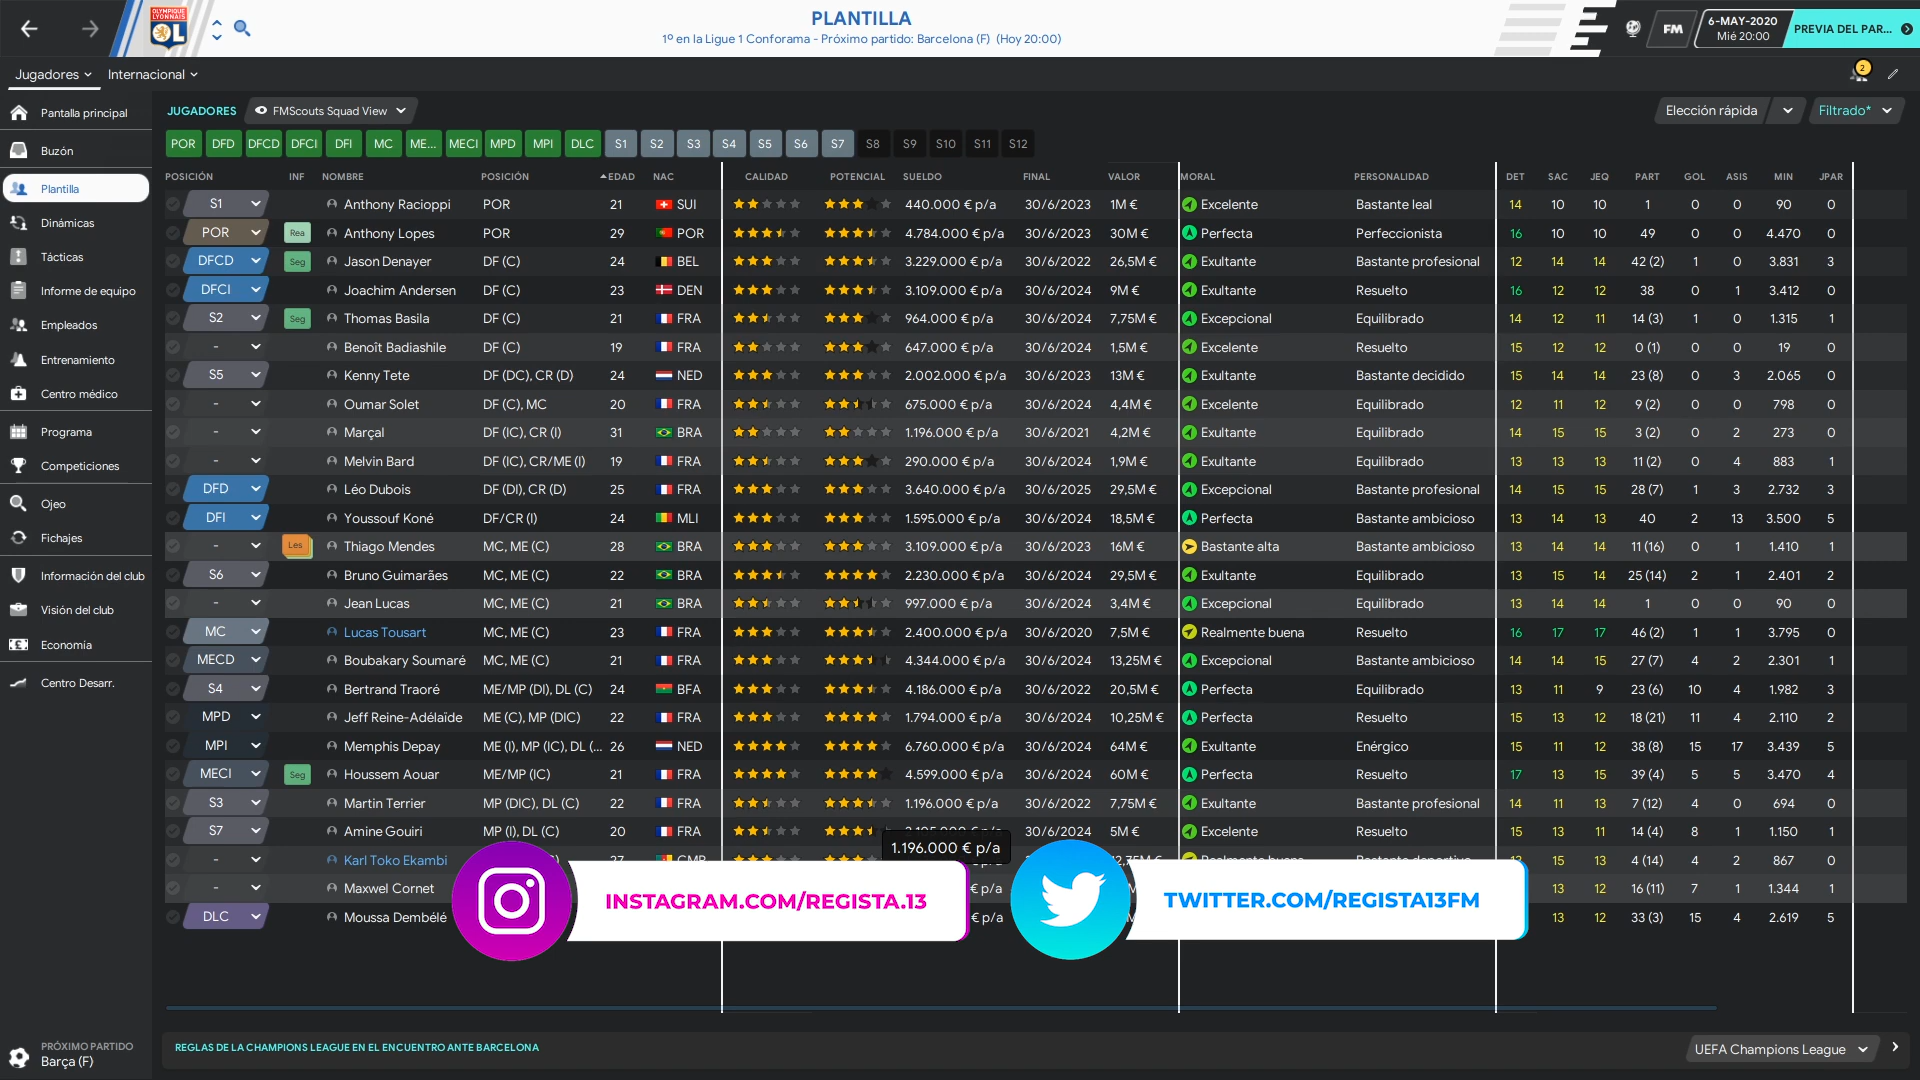 OLYMPIQUE LYONNAIS
OL
PLANTILLA
1º en la Ligue 1 Conforama - Próximo partido: Barcelona (F) (Hoy 20:00)
FM
6-MAY-2020
Mié 20:00
PREVIA DEL PAR...
Jugadores
Internacional
2
Pantalla principal
Buzón
Plantilla
Dinámicas
Tácticas
Informe de equipo
Empleados
Entrenamiento
Centro médico
Programa
Competiciones
Ojeo
Fichajes
Información del club
Visión del club
Economía
Centro Desarr.
PRÓXIMO PARTIDO
Barça (F)
JUGADORES
FMScouts Squad View
Elección rápida
Filtrado*
POR DFD DFCD DFCI DFI MC ME... MECI MPD MPI DLC S1 S2 S3 S4 S5 S6 S7 S8 S9 S10 S11 S12
POSICIÓN INF NOMBRE POSICIÓN EDAD NAC CALIDAD POTENCIAL SUELDO FINAL VALOR MORAL PERSONALIDAD DET SAC JEQ PART GOL ASIS MIN JPAR
S1 Anthony Racioppi POR 21 SUI 440.000 € p/a 30/6/2023 1M € Excelente Bastante leal 14 10 10 1 0 0 90 0
POR Rea Anthony Lopes POR 29 POR 4.784.000 € p/a 30/6/2023 30M € Perfecta Perfeccionista 16 10 10 49 0 0 4.470 0
DFCD Seg Jason Denayer DF (C) 24 BEL 3.229.000 € p/a 30/6/2022 26,5M € Exultante Bastante profesional 12 14 14 42 (2) 1 0 3.831 3
DFCI Joachim Andersen DF (C) 23 DEN 3.109.000 € p/a 30/6/2024 9M € Exultante Resuelto 16 12 12 38 0 1 3.412 0
S2 Seg Thomas Basila DF (C) 21 FRA 964.000 € p/a 30/6/2024 7,75M € Excepcional Equilibrado 14 12 11 14 (3) 1 0 1.315 1
- Benoît Badiashile DF (C) 19 FRA 647.000 € p/a 30/6/2024 1,5M € Excelente Resuelto 15 12 12 0 (1) 0 0 19 0
S5 Kenny Tete DF (DC), CR (D) 24 NED 2.002.000 € p/a 30/6/2023 13M € Exultante Bastante decidido 15 14 14 23 (8) 0 3 2.065 0
- Oumar Solet DF (C), MC 20 FRA 675.000 € p/a 30/6/2024 4,4M € Excelente Equilibrado 12 11 12 9 (2) 0 0 798 0
- Marçal DF (IC), CR (I) 31 BRA 1.196.000 € p/a 30/6/2021 4,2M € Exultante Equilibrado 14 15 15 3 (2) 0 2 273 0
- Melvin Bard DF (IC), CR/ME (I) 19 FRA 290.000 € p/a 30/6/2024 1,9M € Exultante Equilibrado 13 13 13 11 (2) 0 4 883 1
DFD Léo Dubois DF (DI), CR (D) 25 FRA 3.640.000 € p/a 30/6/2025 29,5M € Excepcional Bastante profesional 14 15 15 28 (7) 1 3 2.732 3
DFI Youssouf Koné DF/CR (I) 24 MLI 1.595.000 € p/a 30/6/2024 18,5M € Perfecta Bastante ambicioso 13 14 13 40 2 13 3.500 5
- Les Thiago Mendes MC, ME (C) 28 BRA 3.109.000 € p/a 30/6/2023 16M € Bastante alta Bastante ambicioso 13 14 14 11 (16) 0 1 1.410 1
S6 Bruno Guimarães MC, ME (C) 22 BRA 2.230.000 € p/a 30/6/2024 29,5M € Exultante Equilibrado 13 15 14 25 (14) 2 1 2.401 2
- Jean Lucas MC, ME (C) 21 BRA 997.000 € p/a 30/6/2024 3,4M € Excepcional Equilibrado 13 14 14 1 0 0 90 0
MC Lucas Tousart MC, ME (C) 23 FRA 2.400.000 € p/a 30/6/2020 7,5M € Realmente buena Resuelto 16 17 17 46 (2) 1 1 3.795 0
MECD Boubakary Soumaré MC, ME (C) 21 FRA 4.344.000 € p/a 30/6/2024 13,25M € Excepcional Bastante ambicioso 14 14 15 27 (7) 4 2 2.301 1
S4 Bertrand Traoré ME/MP (DI), DL (C) 24 BFA 4.186.000 € p/a 30/6/2022 20,5M € Perfecta Equilibrado 13 11 9 23 (6) 10 4 1.982 3
MPD Jeff Reine-Adélaïde ME (C), MP (DIC) 22 FRA 1.794.000 € p/a 30/6/2024 10,25M € Perfecta Resuelto 15 13 12 18 (21) 11 4 2.110 2
MPI Memphis Depay ME (I), MP (IC), DL (... 26 NED 6.760.000 € p/a 30/6/2024 64M € Exultante Enérgico 15 11 12 38 (8) 15 17 3.439 5
MECI Seg Houssem Aouar ME/MP (IC) 21 FRA 4.599.000 € p/a 30/6/2024 60M € Perfecta Resuelto 17 13 15 39 (4) 5 5 3.470 4
S3 Martin Terrier MP (DIC), DL (C) 22 FRA 1.196.000 € p/a 30/6/2022 7,75M € Exultante Bastante profesional 14 11 13 7 (12) 4 0 694 0
S7 Amine Gouiri MP (I), DL (C) 20 FRA 30/6/2024 5M € Excelente Resuelto 15 13 11 14 (4) 8 1 1.150 1
1.196.000 € p/a
- Karl Toko Ekambi 27 CMR Realmente buena Bastante deportivo 15 13 4 (14) 4 2 867 0
- Maxwel Cornet € p/a 13 12 16 (11) 7 1 1.344 1
DLC Moussa Dembélé € p/a 13 12 33 (3) 15 4 2.619 5
INSTAGRAM.COM/REGISTA.13
TWITTER.COM/REGISTA13FM
REGLAS DE LA CHAMPIONS LEAGUE EN EL ENCUENTRO ANTE BARCELONA
UEFA Champions League